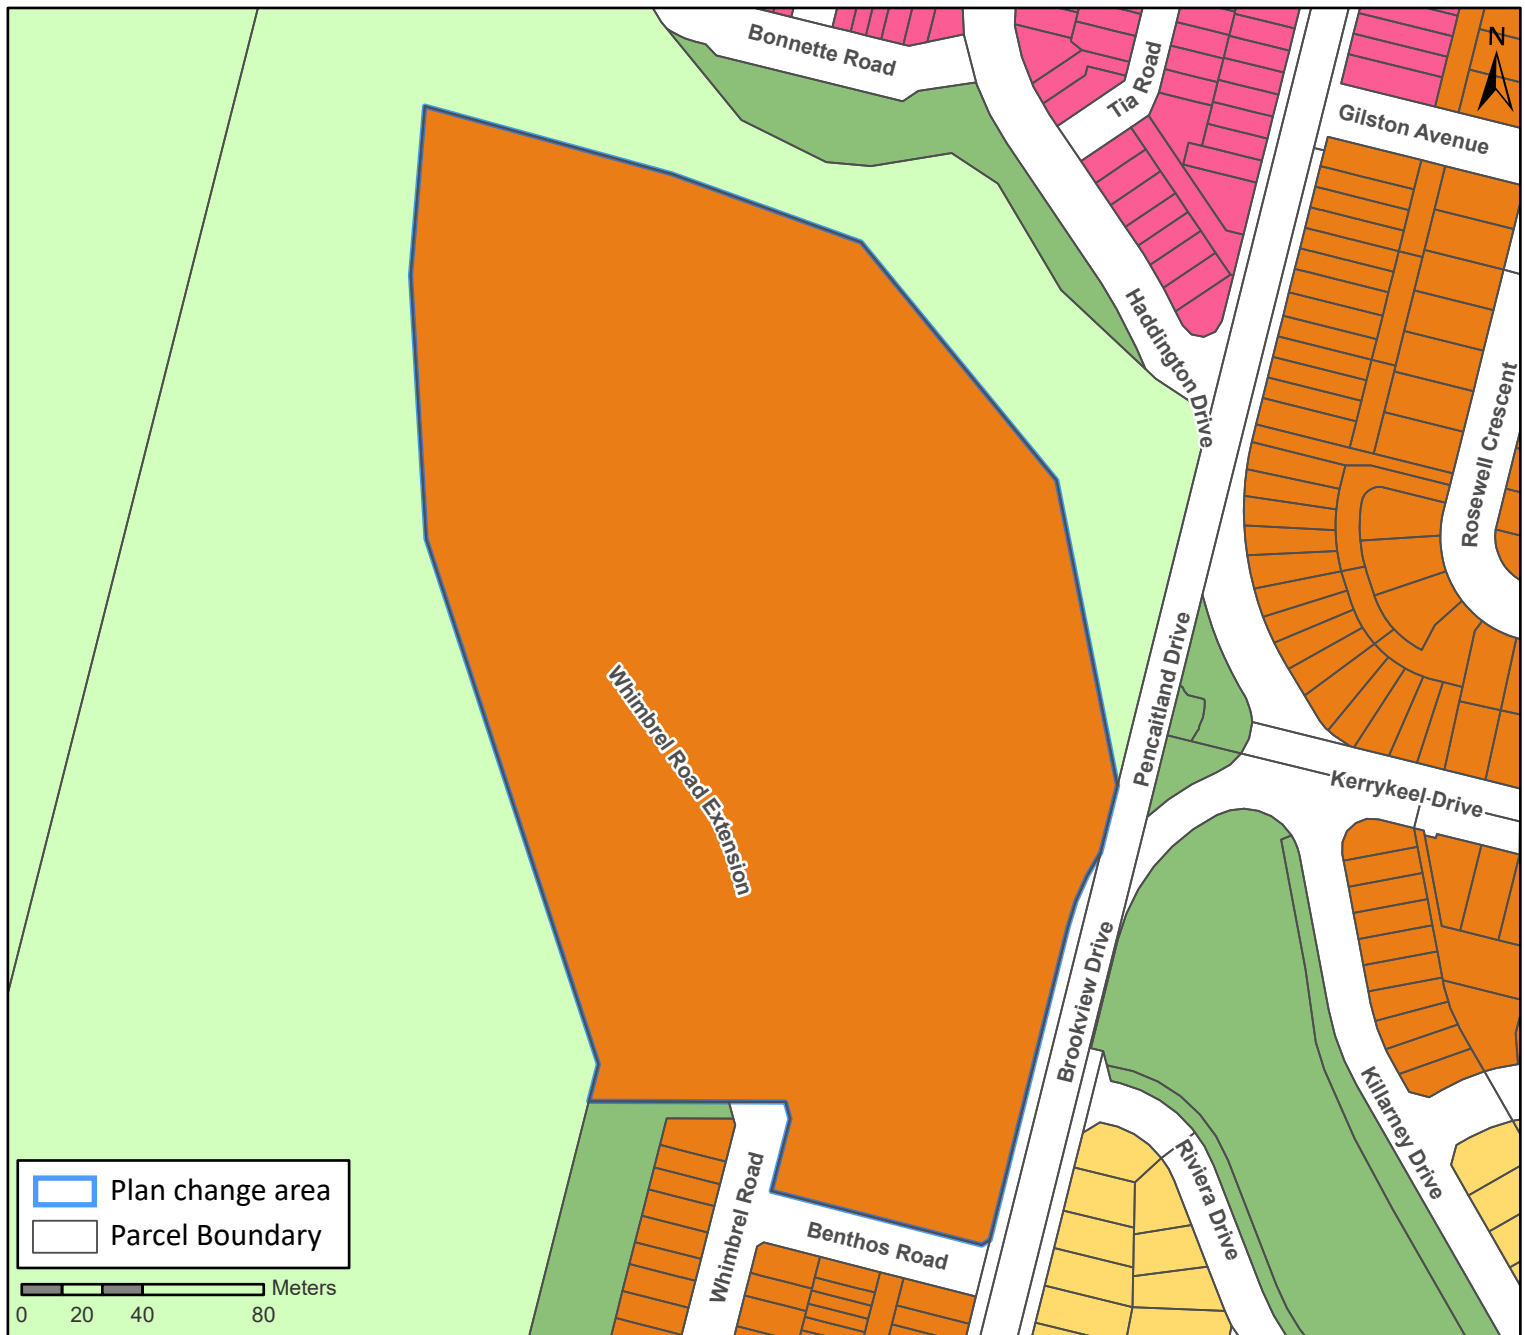 Bonnette Road
Tia Road
N
Gilston Avenue
Haddington Drive
Rosewell Crescent
Pencaitland Drive
Whimbrel Road Extension
Kerrykeel Drive
Brookview Drive
Killarney Drive
Riviera Drive
Whimbrel Road
Benthos Road
Plan change area
Parcel Boundary
Meters
0 20 40 80